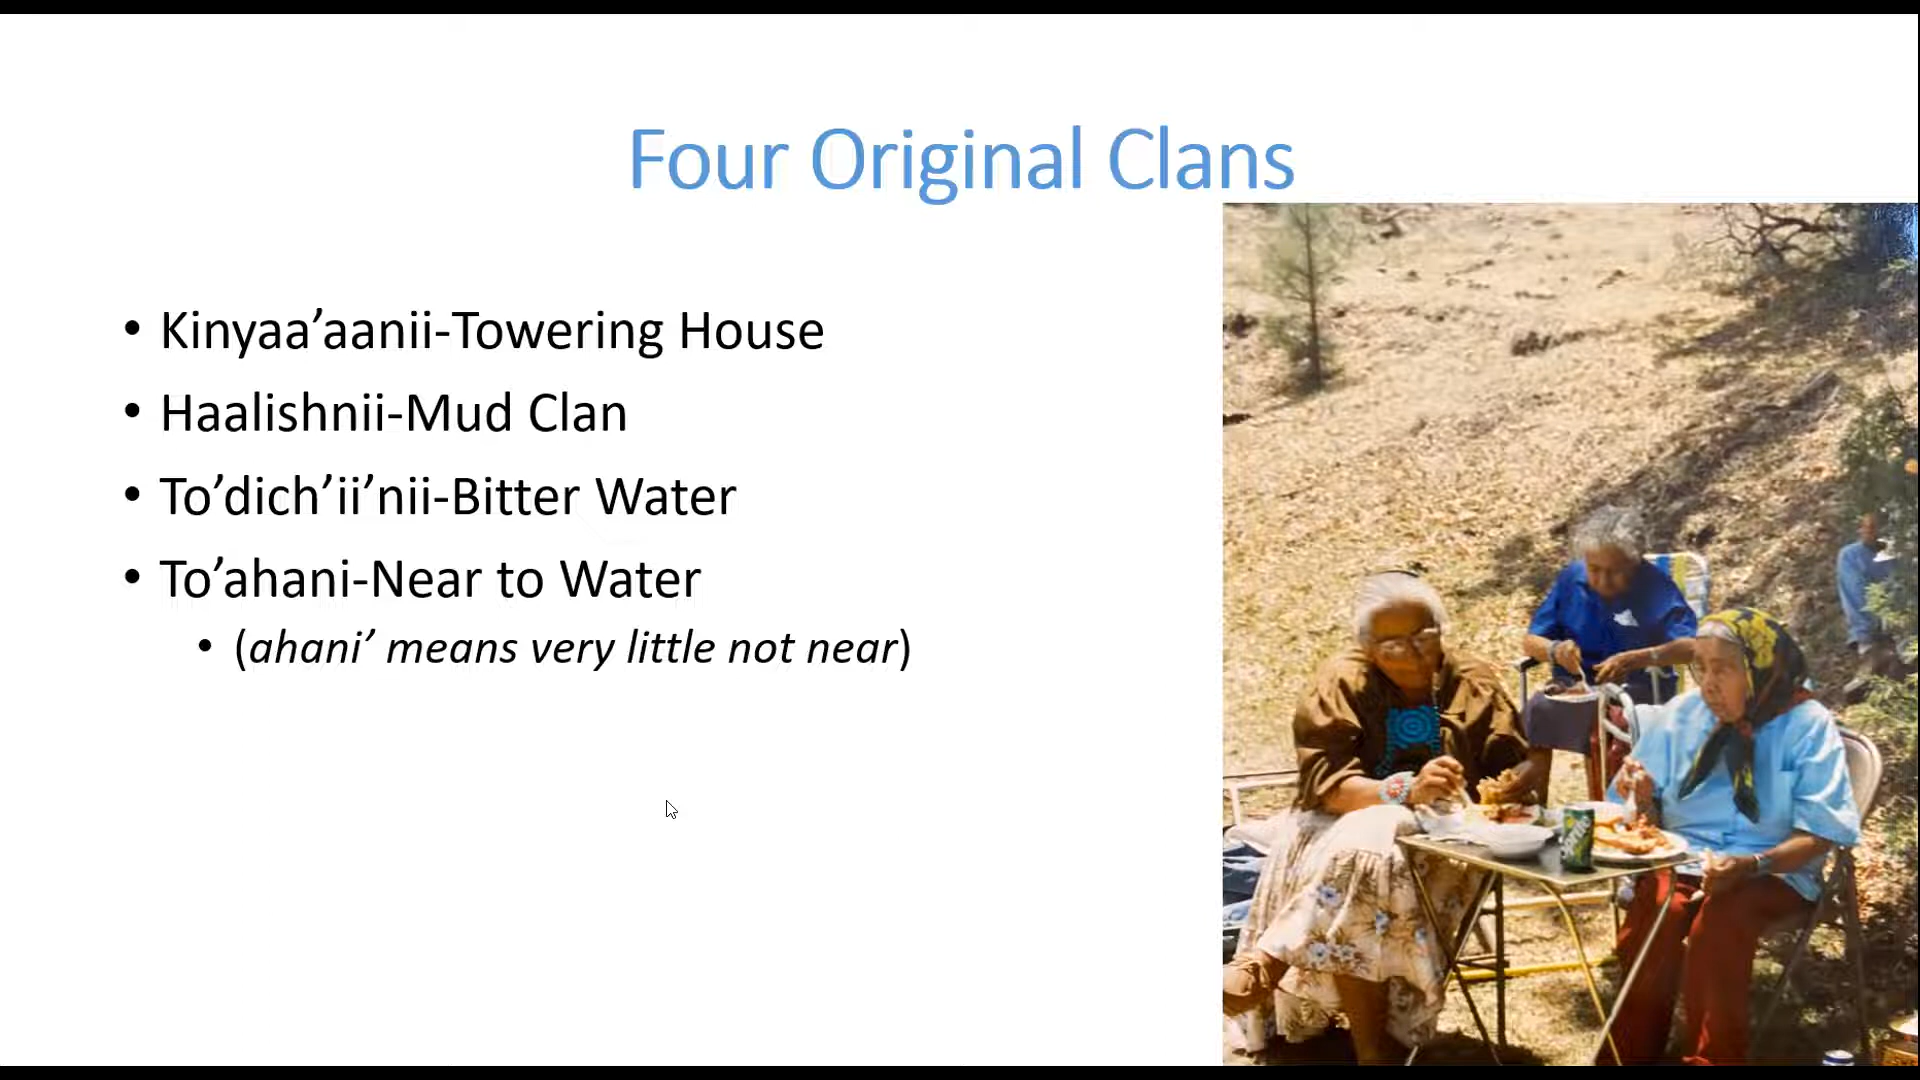 Four Original Clans
• Kinyaa’aanii-Towering House
• Haalishnii-Mud Clan
• To’dich’ii’nii-Bitter Water
• To’ahani-Near to Water
• (ahani’ means very little not near)